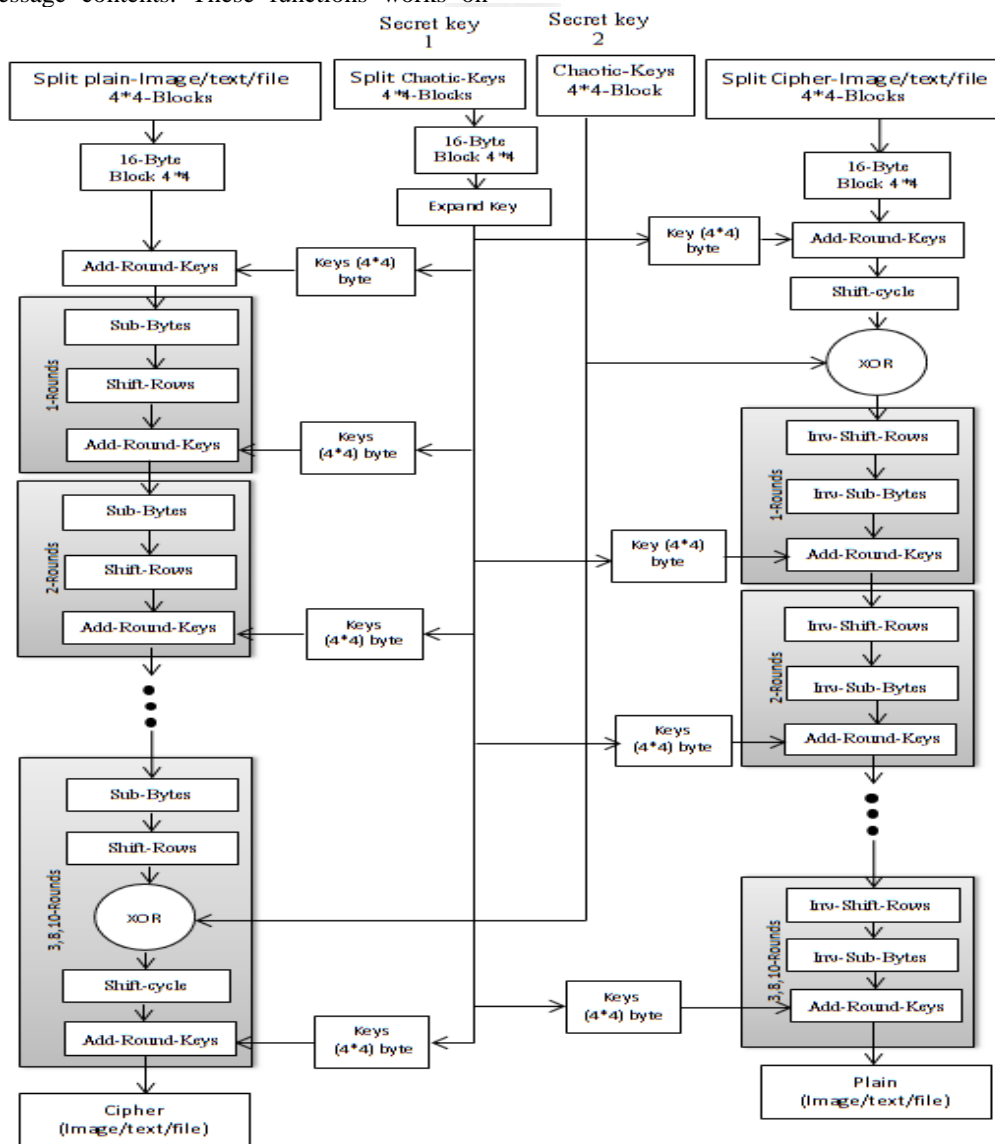 essage contents. These functions works on
Secret key
1
Secret key
2
Split plain-Image/text/file
4*4-Blocks
Split Chaotic-Keys
4*4-Blocks
Chaotic-Keys
4*4-Block
Split Cipher-Image/text/file
4*4-Blocks
16-Byte
Block 4*4
16-Byte
Block 4*4
16-Byte
Block 4*4
Expand Key
Add-Round-Keys
Keys (4*4)
byte
Key (4*4)
byte
Add-Round-Keys
Shift-cycle
XOR
1-Rounds
Sub-Bytes
Shift-Rows
Add-Round-Keys
Keys
(4*4) byte
1-Rounds
Inv-Shift-Rows
Inv-Sub-Bytes
Add-Round-Keys
Key (4*4)
byte
2-Rounds
Sub-Bytes
Shift-Rows
Add-Round-Keys
Keys
(4*4) byte
2-Rounds
Inv-Shift-Rows
Inv-Sub-Bytes
Add-Round-Keys
Keys
(4*4) byte
3,8,10-Rounds
Sub-Bytes
Shift-Rows
XOR
Shift-cycle
Add-Round-Keys
Keys
(4*4) byte
3,8,10-Rounds
Inv-Shift-Rows
Inv-Sub-Bytes
Add-Round-Keys
Keys
(4*4) byte
Cipher
(Image/text/file)
Plain
(Image/text/file)